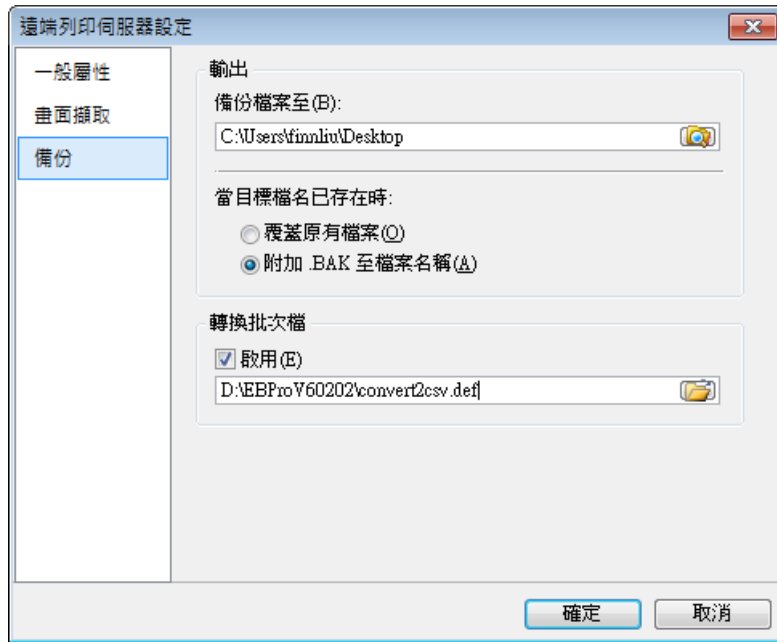 遠端列印伺服器設定
一般屬性
畫面擷取
備份
輸出
備份檔案至(B):
C:\Users\finnliu\Desktop
當目標檔名已存在時:
覆蓋原有檔案(O)
附加 .BAK 至檔案名稱(A)
轉換批次檔
啟用(E)
D:\EBProV60202\convert2csv.def
確定
取消